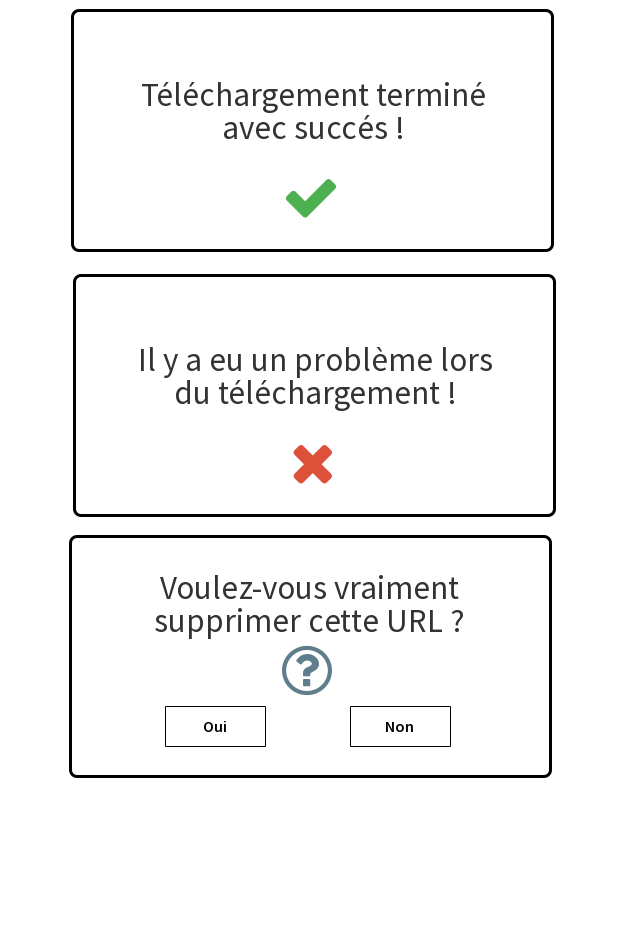 Téléchargement terminé
avec succés !
Il y a eu un problème lors
du téléchargement !
Voulez-vous vraiment
supprimer cette URL ?
Oui
Non